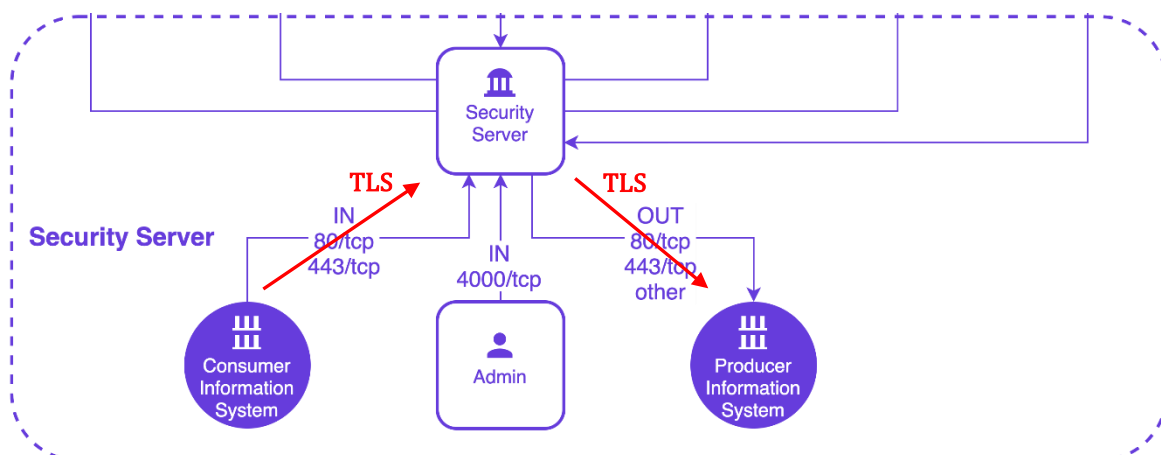 Security
Server
TLS
TLS
Security Server
IN
80/tcp
443/tcp
IN
4000/tcp
OUT
80/tcp
443/tcp
other
Consumer
Information
System
Admin
Producer
Information
System